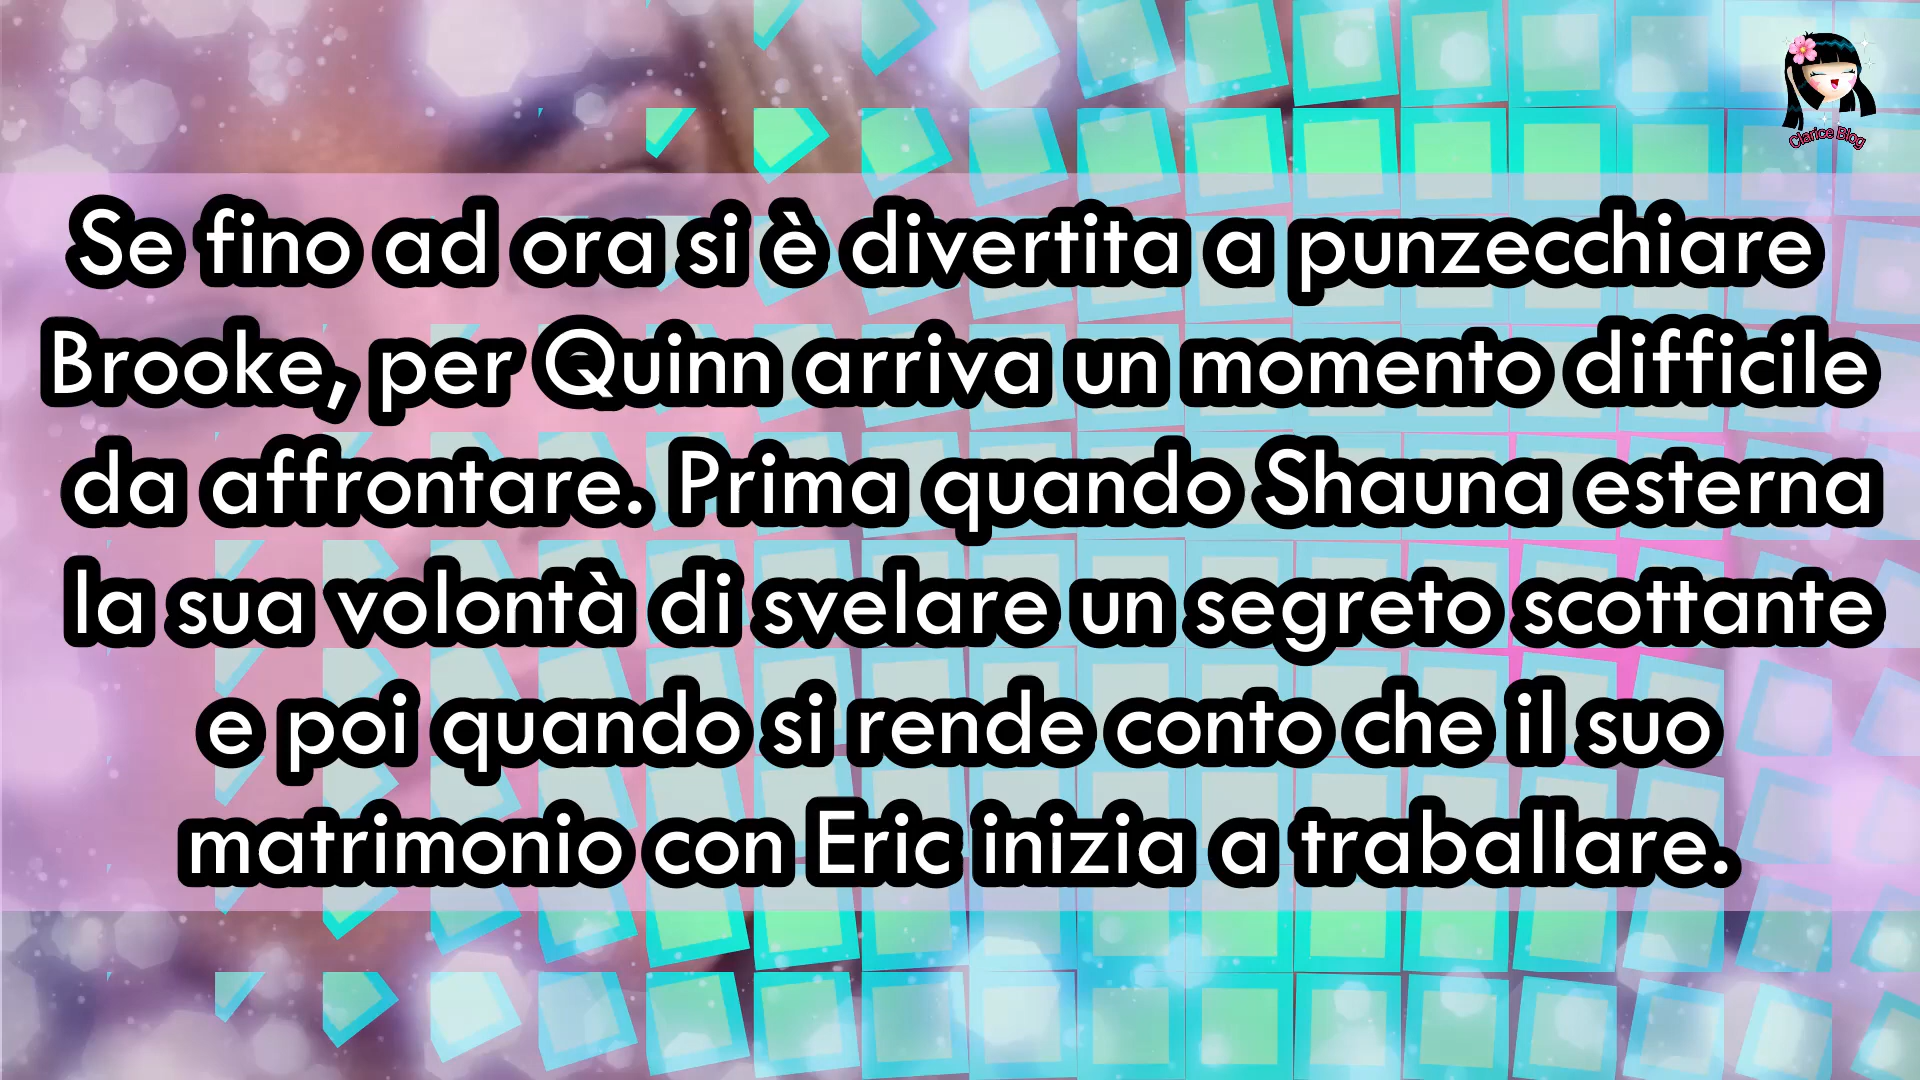 Clarice Blog
Se fino ad ora si è divertita a punzecchiare
Brooke, per Quinn arriva un momento difficile
da affrontare. Prima quando Shauna esterna
la sua volontà di svelare un segreto scottante
e poi quando si rende conto che il suo
matrimonio con Eric inizia a traballare.